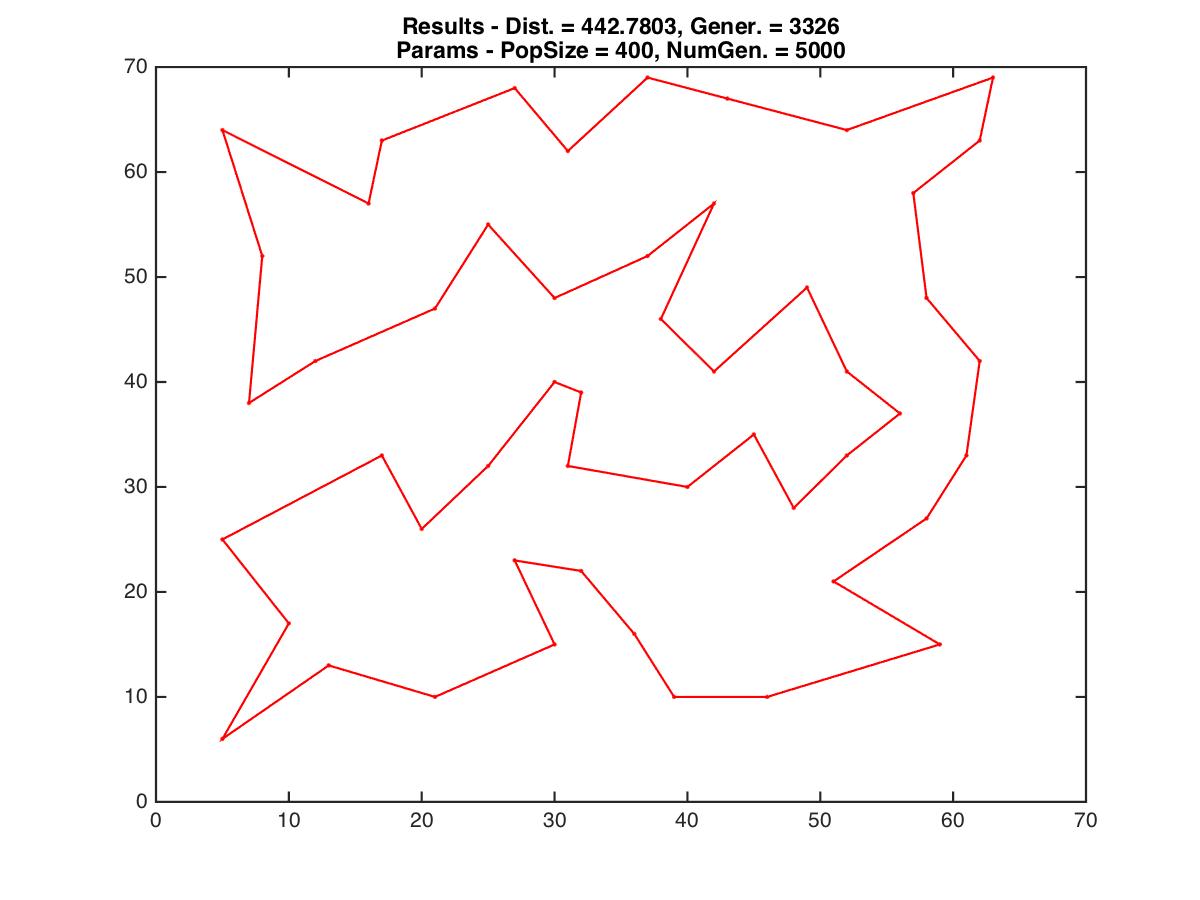 Results - Dist. = 442.7803, Gener. = 3326
Params - PopSize = 400, NumGen. = 5000
70
60
50
40
30
20
10
0
0 10 20 30 40 50 60 70